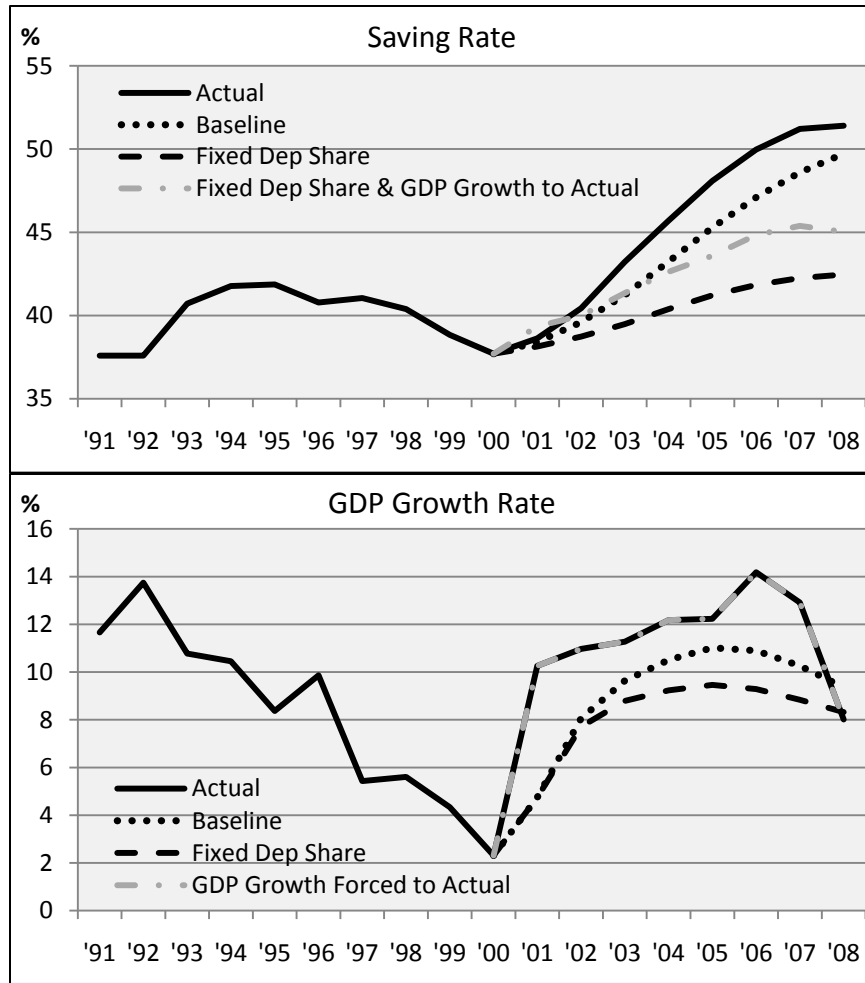 Saving Rate
%
55
50
45
40
35
Actual
Baseline
Fixed Dep Share
Fixed Dep Share & GDP Growth to Actual
'91 '92 '93 '94 '95 '96 '97 '98 '99 '00 '01 '02 '03 '04 '05 '06 '07 '08
GDP Growth Rate
%
16
14
12
10
8
6
4
2
0
Actual
Baseline
Fixed Dep Share
GDP Growth Forced to Actual
'91 '92 '93 '94 '95 '96 '97 '98 '99 '00 '01 '02 '03 '04 '05 '06 '07 '08